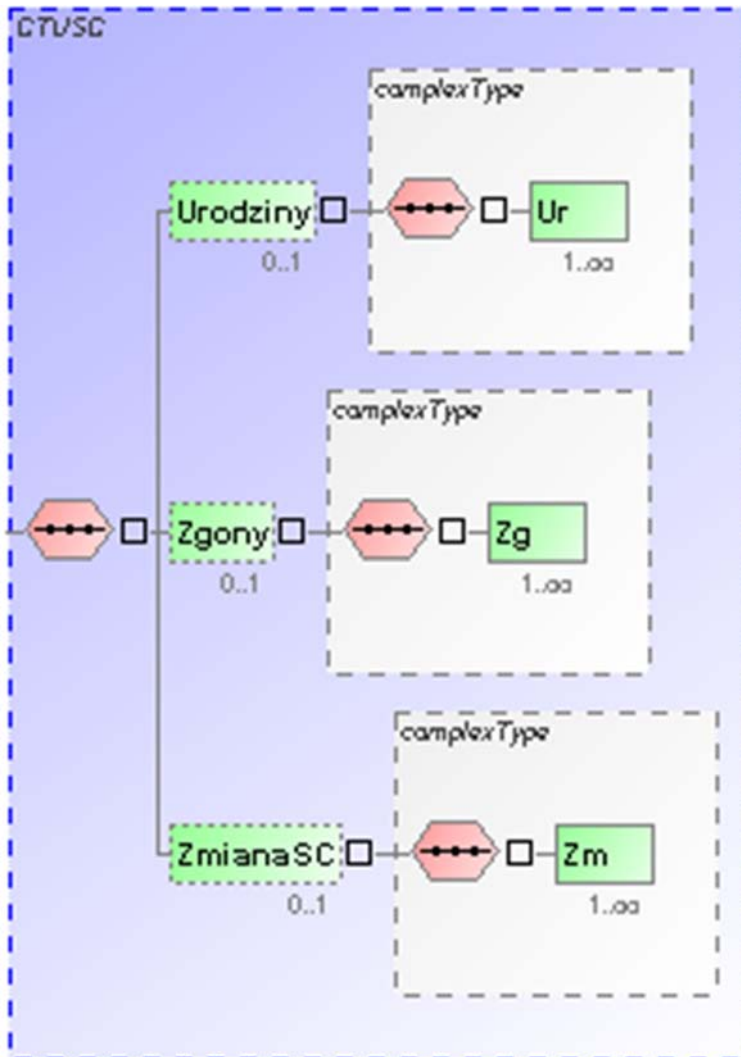 CTUSC
complexType
Urodziny
Ur
0..1
1..∞
complexType
Zgony
Zg
0..1
1..∞
complexType
ZmianaSC
Zm
0..1
1..∞